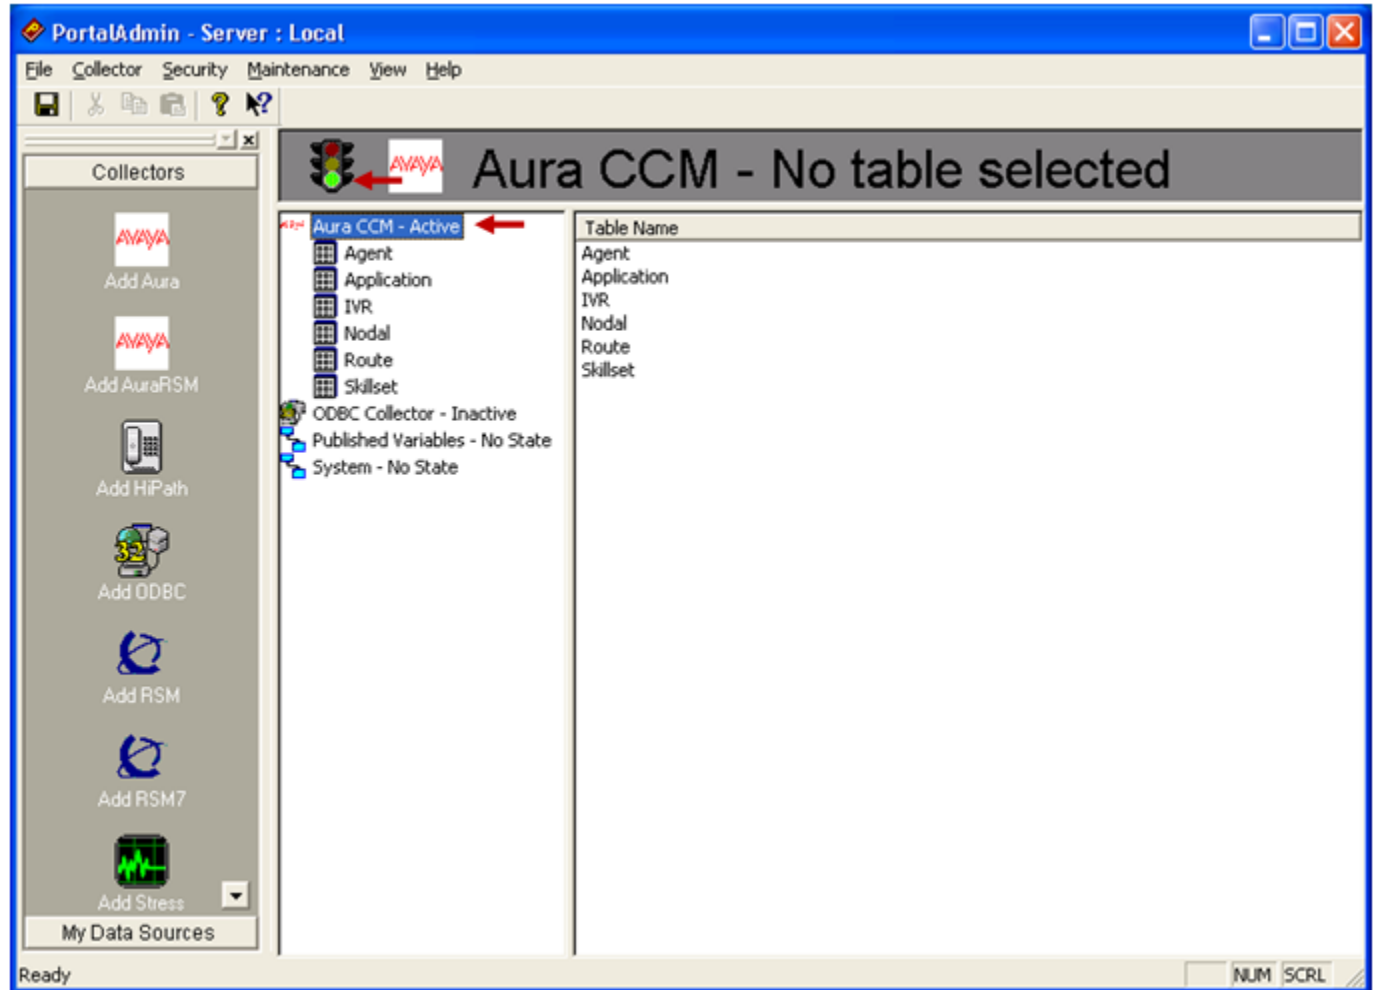 PortalAdmin - Server : Local
File Collector Security Maintenance View Help
Collectors
AVAYA
Add Aura
AVAYA
Add AuraRSM
Add HiPath
32
Add ODBC
Add RSM
Add RSM7
Add Stress
My Data Sources
AVAYA
Aura CCM - No table selected
Aura CCM - Active
Agent
Application
IVR
Nodal
Route
Skillset
ODBC Collector - Inactive
Published Variables - No State
System - No State
Table Name
Agent
Application
IVR
Nodal
Route
Skillset
Ready
NUM SCRL